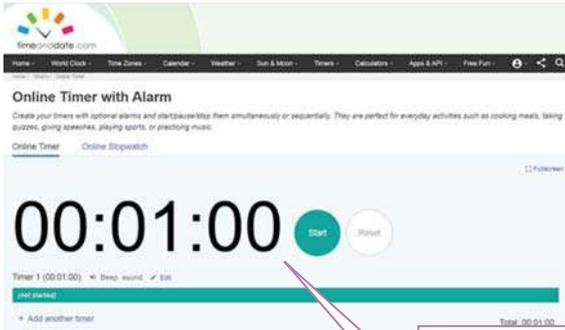 timeanddate.com
Home World Clock Time Zones Calendar Weather Sun & Moon Timers Calculators Apps & API Free Fun
Home / Timers / Online Timer
Online Timer with Alarm
Create your timers with optional alarms and start/pause/stop them simultaneously or sequentially. They are perfect for everyday activities such as cooking meals, taking
quizzes, giving speeches, playing sports, or practicing music.
Online Timer Online Stopwatch
Fullscreen
00:01:00 Start Reset
Timer 1 (00:01:00) Beep sound Edit
(not started)
+ Add another timer Total: 00:01:00